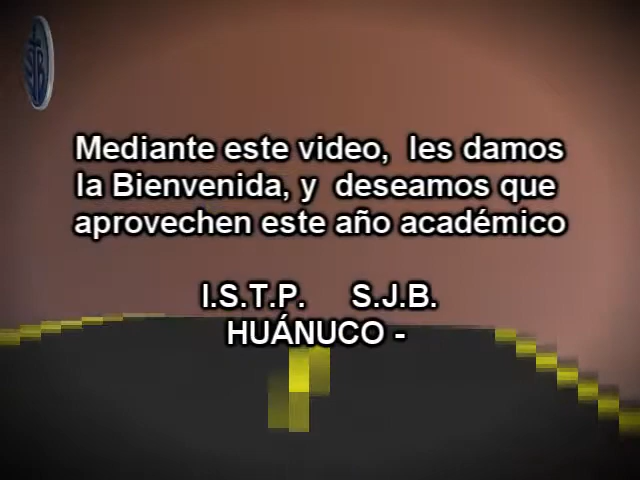 Mediante este video, les damos
la Bienvenida, y deseamos que
aprovechen este año académico
I.S.T.P. S.J.B.
HUÁNUCO -